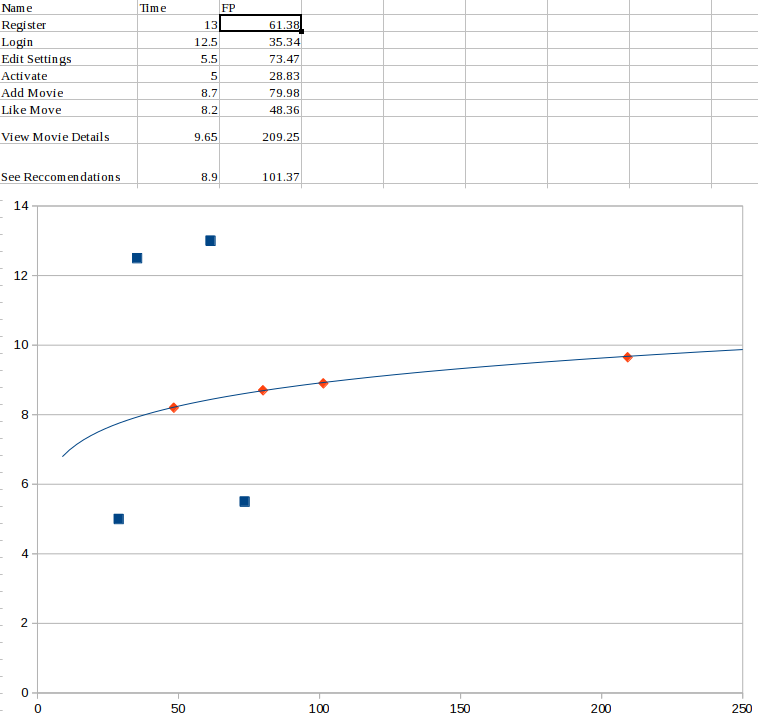 Name Time FP
Register 13 61.38
Login 12.5 35.34
Edit Settings 5.5 73.47
Activate 5 28.83
Add Movie 8.7 79.98
Like Move 8.2 48.36
View Movie Details 9.65 209.25
See Reccomendations 8.9 101.37
14
12
10
8
6
4
2
0
0 50 100 150 200 250